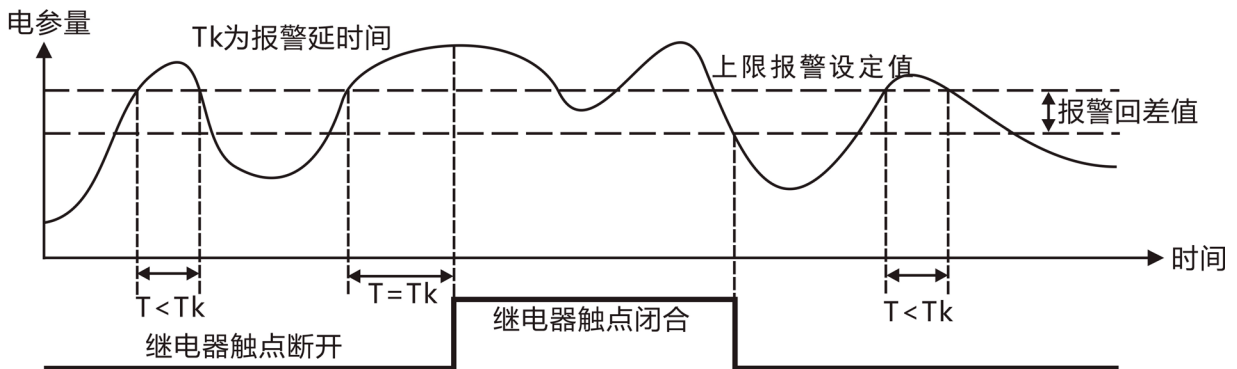 电参量
Tk为报警延时间
上限报警设定值
报警回差值
时间
T<Tk
T=Tk
T<Tk
继电器触点断开
继电器触点闭合